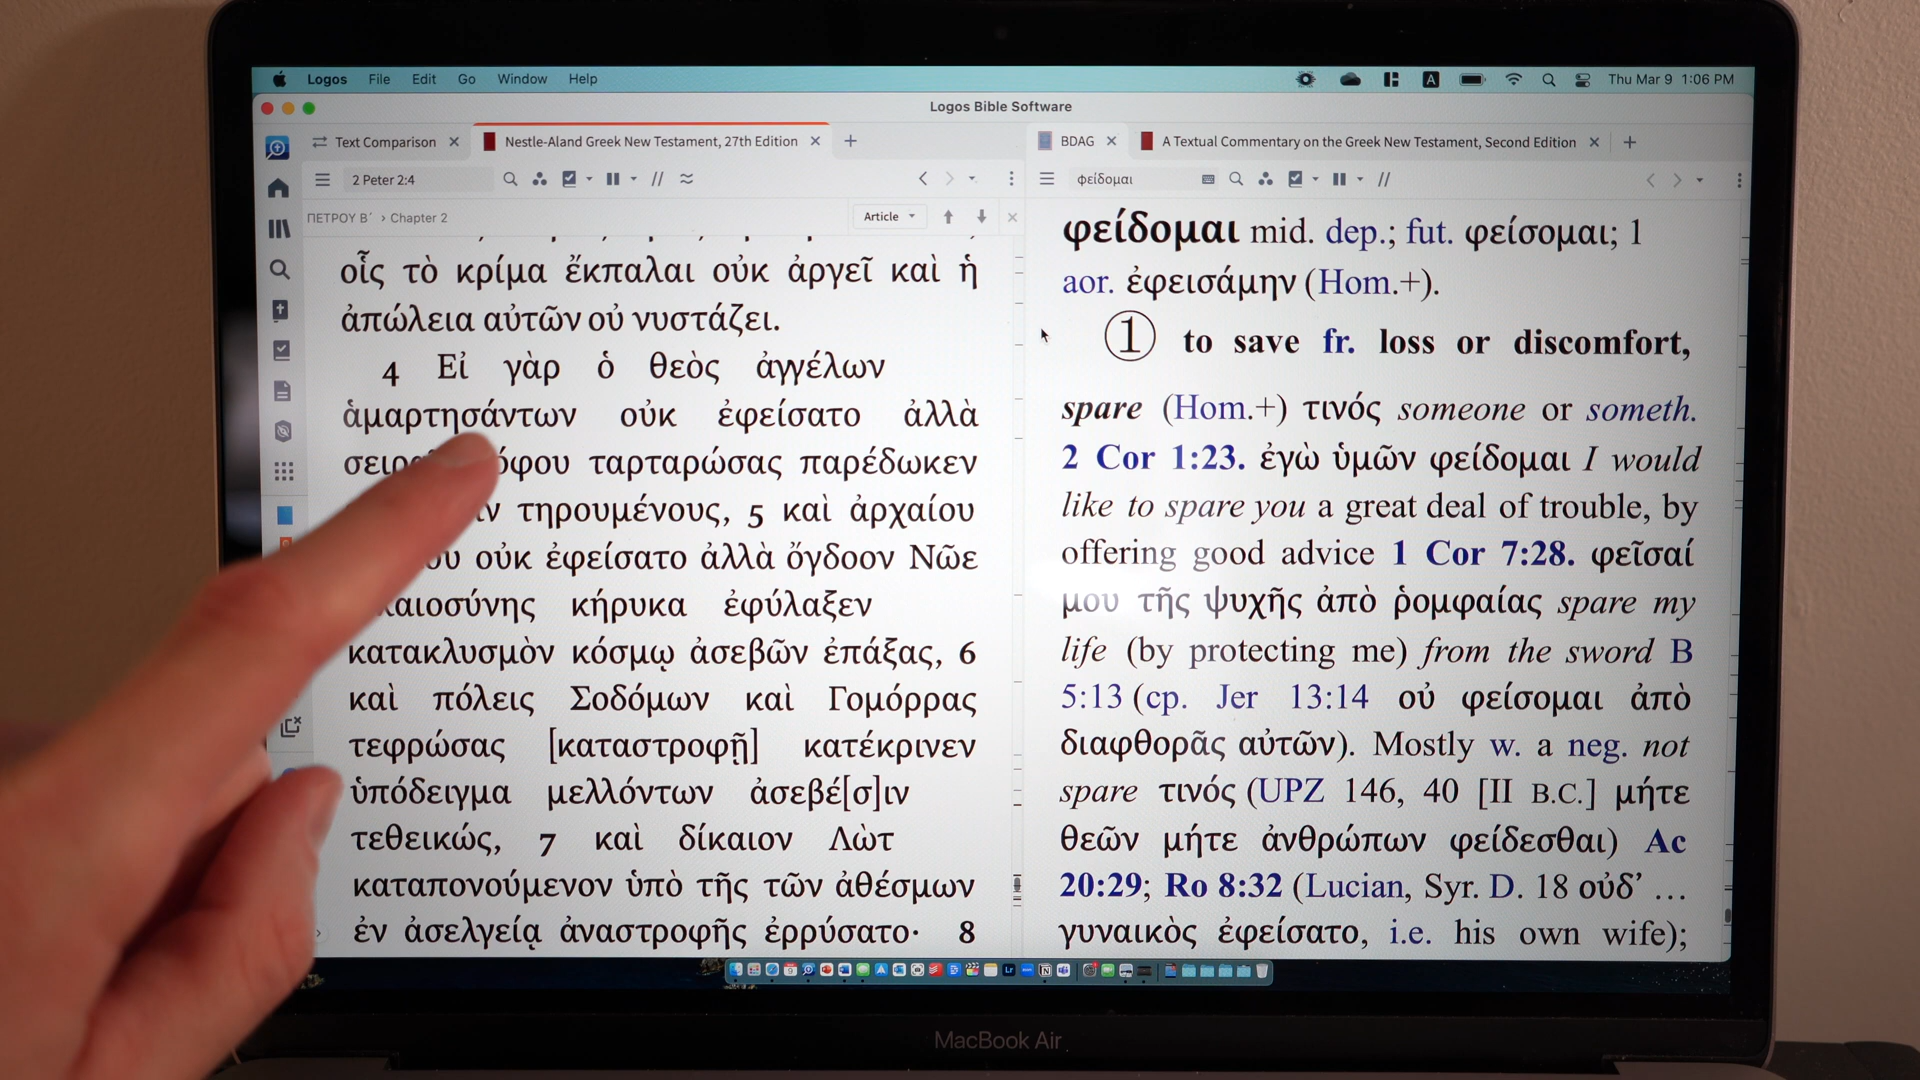 Logos File Edit Go Window Help
A Thu Mar 9 1:06 PM
Logos Bible Software
Text Comparison
Nestle-Aland Greek New Testament, 27th Edition
2 Peter 2:4
ΠΕΤΡΟΥ Β΄ › Chapter 2
Article
οἷς τὸ κρίμα ἔκπαλαι οὐκ ἀργεῖ καὶ ἡ
ἀπώλεια αὐτῶν οὐ νυστάζει.
4 Εἰ γὰρ ὁ θεὸς ἀγγέλων
ἁμαρτησάντων οὐκ ἐφείσατο ἀλλὰ
ταρταρώσας παρέδωκεν
τηρουμένους, 5 καὶ ἀρχαίου
οὐκ ἐφείσατο ἀλλὰ ὄγδοον Νῶε
κήρυκα ἐφύλαξεν
κατακλυσμὸν κόσμῳ ἀσεβῶν ἐπάξας, 6
καὶ πόλεις Σοδόμων καὶ Γομόρρας
τεφρώσας [καταστροφῇ] κατέκρινεν
ὑπόδειγμα μελλόντων ἀσεβέ[σ]ιν
τεθεικώς, 7 καὶ δίκαιον Λὼτ
καταπονούμενον ὑπὸ τῆς τῶν ἀθέσμων
ἐν ἀσελγείᾳ ἀναστροφῆς ἐρρύσατο· 8
BDAG
A Textual Commentary on the Greek New Testament, Second Edition
φείδομαι
φείδομαι mid. dep.; fut. φείσομαι; 1
aor. ἐφεισάμην (Hom.+).
① to save fr. loss or discomfort,
spare (Hom.+) τινός someone or someth.
2 Cor 1:23. ἐγὼ ὑμῶν φείδομαι I would
like to spare you a great deal of trouble, by
offering good advice 1 Cor 7:28. φεῖσαί
μου τῆς ψυχῆς ἀπὸ ῥομφαίας spare my
life (by protecting me) from the sword B
5:13 (cp. Jer 13:14 οὐ φείσομαι ἀπὸ
διαφθορᾶς αὐτῶν). Mostly w. a neg. not
spare τινός (UPZ 146, 40 [II B.C.] μήτε
θεῶν μήτε ἀνθρώπων φείδεσθαι) Ac
20:29; Ro 8:32 (Lucian, Syr. D. 18 οὐδ’ …
γυναικὸς ἐφείσατο, i.e. his own wife);
MacBook Air